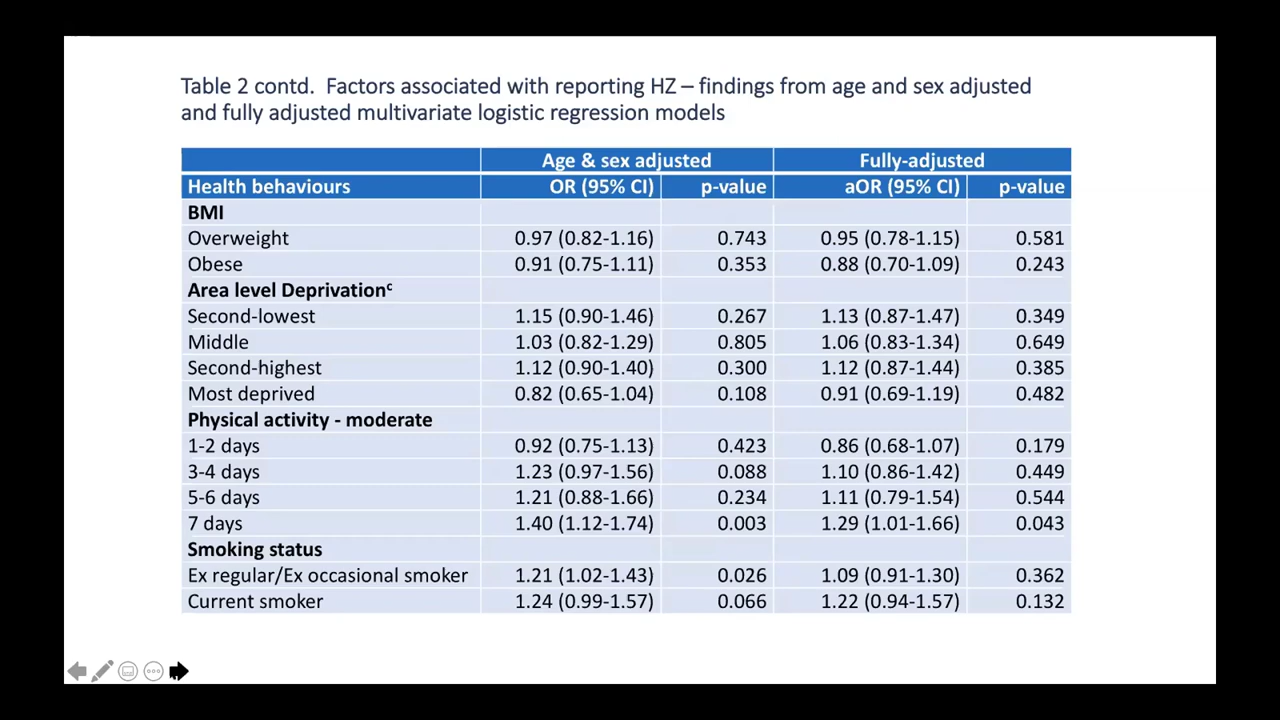 Table 2 contd.  Factors associated with reporting HZ – findings from age and sex adjusted
and fully adjusted multivariate logistic regression models
Age & sex adjusted Fully-adjusted
Health behaviours OR (95% CI) p-value aOR (95% CI) p-value
BMI
Overweight 0.97 (0.82-1.16) 0.743 0.95 (0.78-1.15) 0.581
Obese 0.91 (0.75-1.11) 0.353 0.88 (0.70-1.09) 0.243
Area level Deprivationᶜ
Second-lowest 1.15 (0.90-1.46) 0.267 1.13 (0.87-1.47) 0.349
Middle 1.03 (0.82-1.29) 0.805 1.06 (0.83-1.34) 0.649
Second-highest 1.12 (0.90-1.40) 0.300 1.12 (0.87-1.44) 0.385
Most deprived 0.82 (0.65-1.04) 0.108 0.91 (0.69-1.19) 0.482
Physical activity - moderate
1-2 days 0.92 (0.75-1.13) 0.423 0.86 (0.68-1.07) 0.179
3-4 days 1.23 (0.97-1.56) 0.088 1.10 (0.86-1.42) 0.449
5-6 days 1.21 (0.88-1.66) 0.234 1.11 (0.79-1.54) 0.544
7 days 1.40 (1.12-1.74) 0.003 1.29 (1.01-1.66) 0.043
Smoking status
Ex regular/Ex occasional smoker 1.21 (1.02-1.43) 0.026 1.09 (0.91-1.30) 0.362
Current smoker 1.24 (0.99-1.57) 0.066 1.22 (0.94-1.57) 0.132